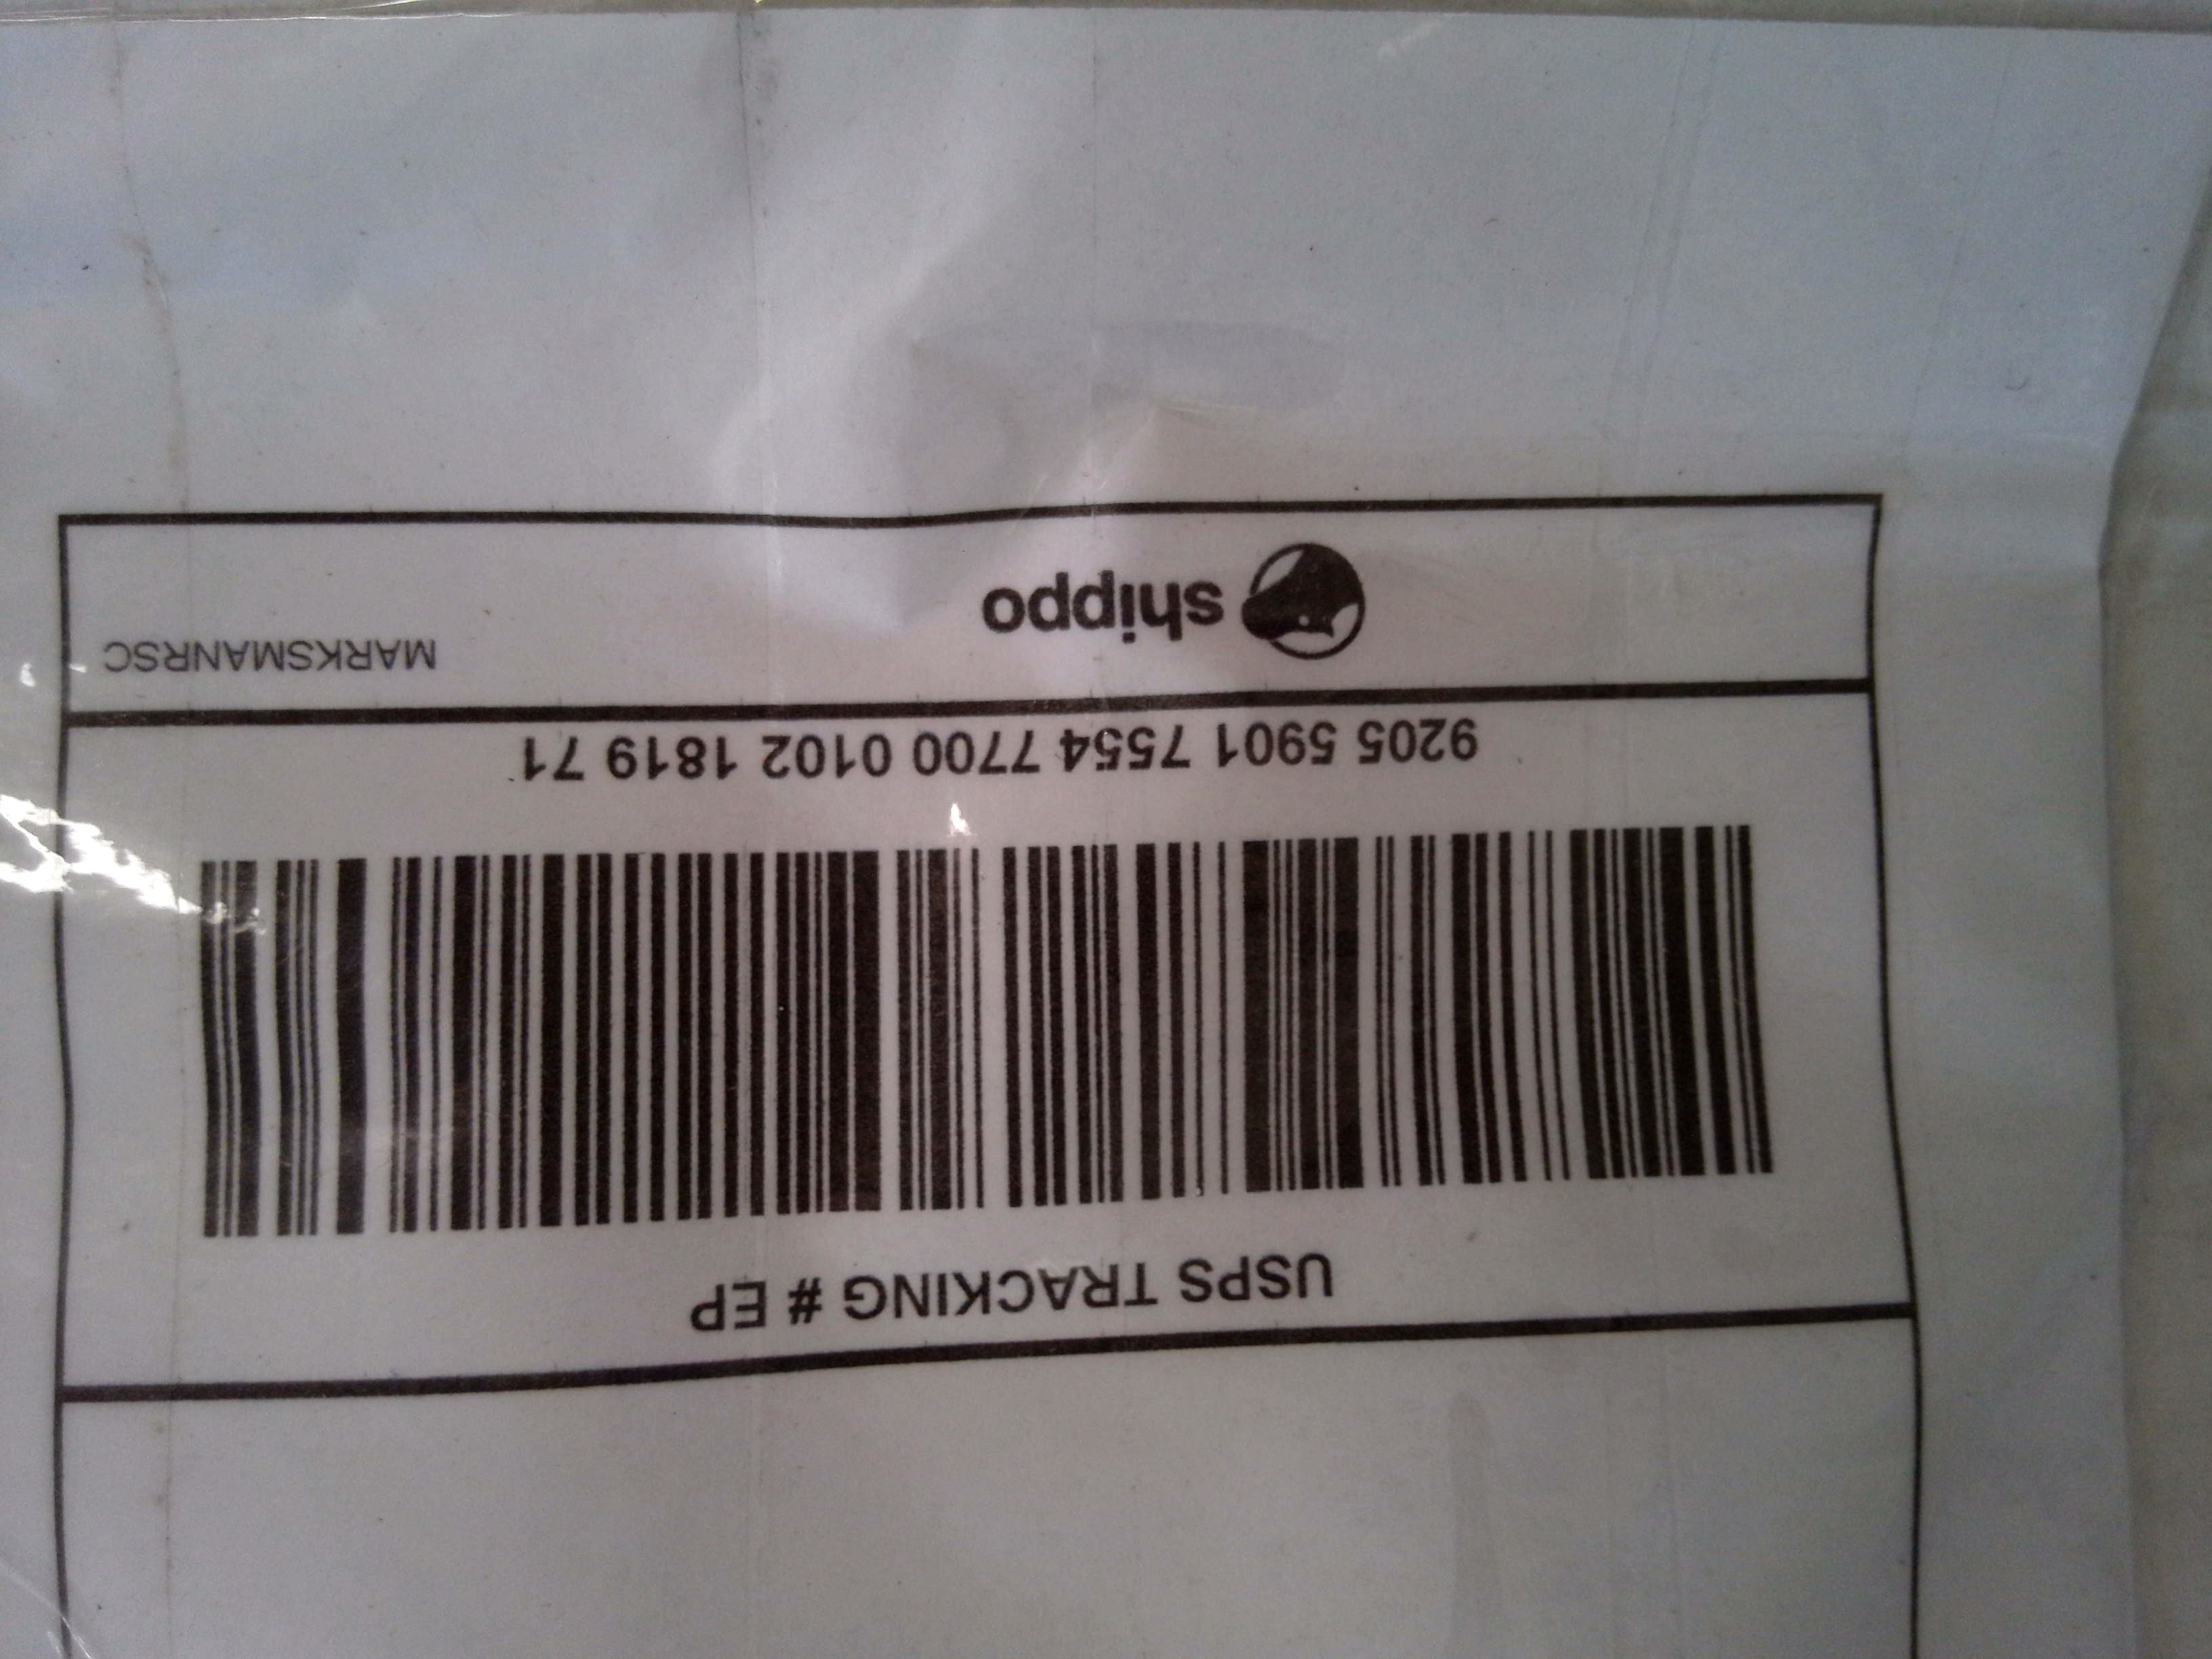 USPS TRACKING # EP
9205 5901 7554 7700 0102 1819 71
shippo
MARKSMANRSC